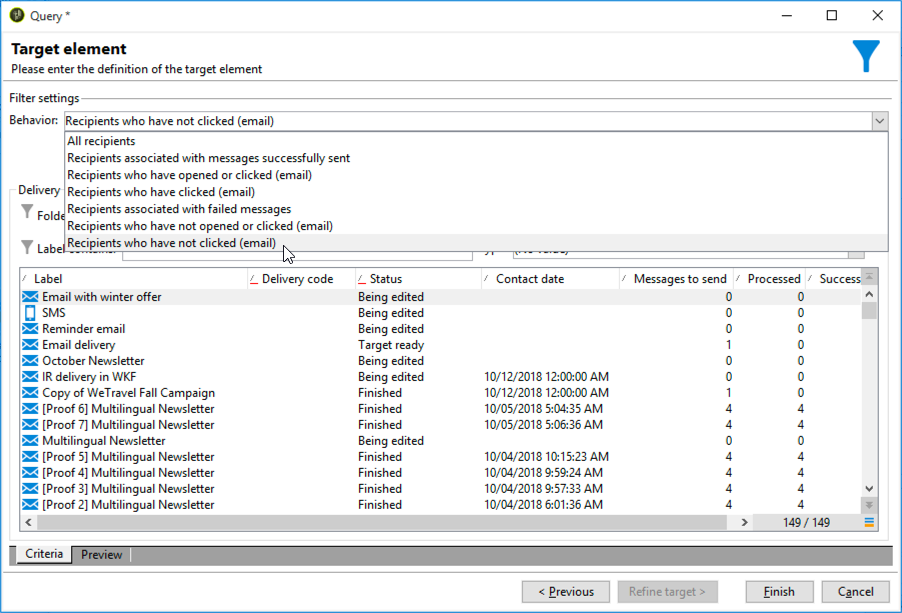 Query *
Target element
Please enter the definition of the target element
Filter settings
Behavior: Recipients who have not clicked (email)
All recipients
Recipients associated with messages successfully sent
Recipients who have opened or clicked (email)
Recipients who have clicked (email)
Recipients associated with failed messages
Recipients who have not opened or clicked (email)
Recipients who have not clicked (email)
Delivery
Folde
Label
Label Delivery code Status Contact date Messages to send Processed Success
Email with winter offer Being edited 0 0
SMS Being edited 0 0
Reminder email Being edited 0 0
Email delivery Target ready 1 0
October Newsletter Being edited 0 0
IR delivery in WKF Being edited 10/12/2018 12:00:00 AM 0 0
Copy of WeTravel Fall Campaign Finished 10/12/2018 12:00:00 AM 1 0
[Proof 6] Multilingual Newsletter Finished 10/05/2018 5:04:35 AM 4 4
[Proof 7] Multilingual Newsletter Finished 10/05/2018 5:06:36 AM 4 4
Multilingual Newsletter Being edited 0 0
[Proof 5] Multilingual Newsletter Finished 10/04/2018 10:15:23 AM 4 4
[Proof 4] Multilingual Newsletter Finished 10/04/2018 9:59:24 AM 4 4
[Proof 3] Multilingual Newsletter Finished 10/04/2018 9:57:33 AM 4 4
[Proof 2] Multilingual Newsletter Finished 10/04/2018 6:01:36 AM 4 4
149 / 149
Criteria Preview
< Previous Refine target > Finish Cancel